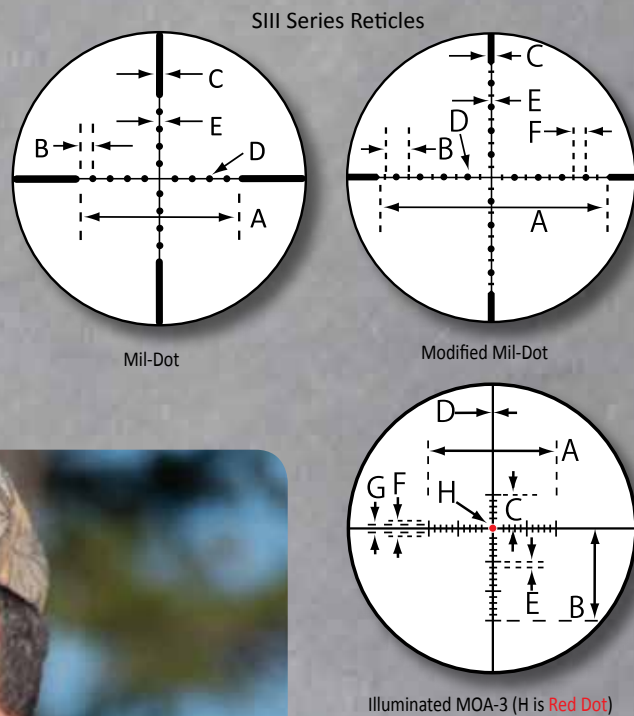 SIII Series Reticles
C
E
B
D
A
Mil-Dot
C
E
D
F
B
A
Modified Mil-Dot
D
A
G
F
H
C
E
B
Illuminated MOA-3 (H is Red Dot)